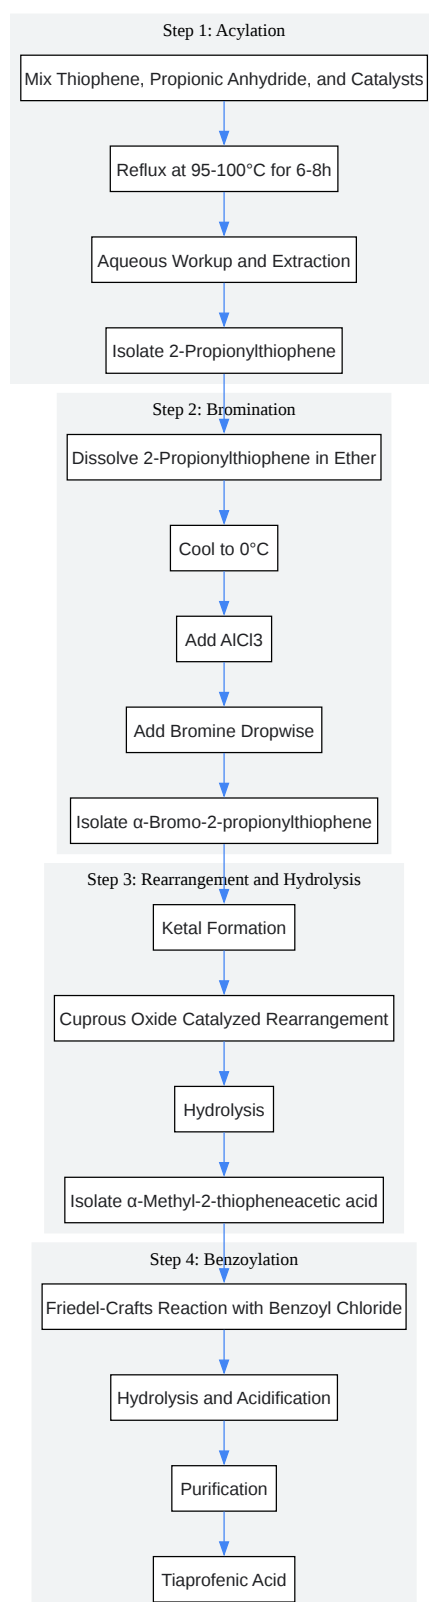 Step 1: Acylation
Mix Thiophene, Propionic Anhydride, and Catalysts
Reflux at 95-100°C for 6-8h
Aqueous Workup and Extraction
Isolate 2-Propionylthiophene
Step 2: Bromination
Dissolve 2-Propionylthiophene in Ether
Cool to 0°C
Add AlCl3
Add Bromine Dropwise
Isolate α-Bromo-2-propionylthiophene
Step 3: Rearrangement and Hydrolysis
Ketal Formation
Cuprous Oxide Catalyzed Rearrangement
Hydrolysis
Isolate α-Methyl-2-thiopheneacetic acid
Step 4: Benzoylation
Friedel-Crafts Reaction with Benzoyl Chloride
Hydrolysis and Acidification
Purification
Tiaprofenic Acid